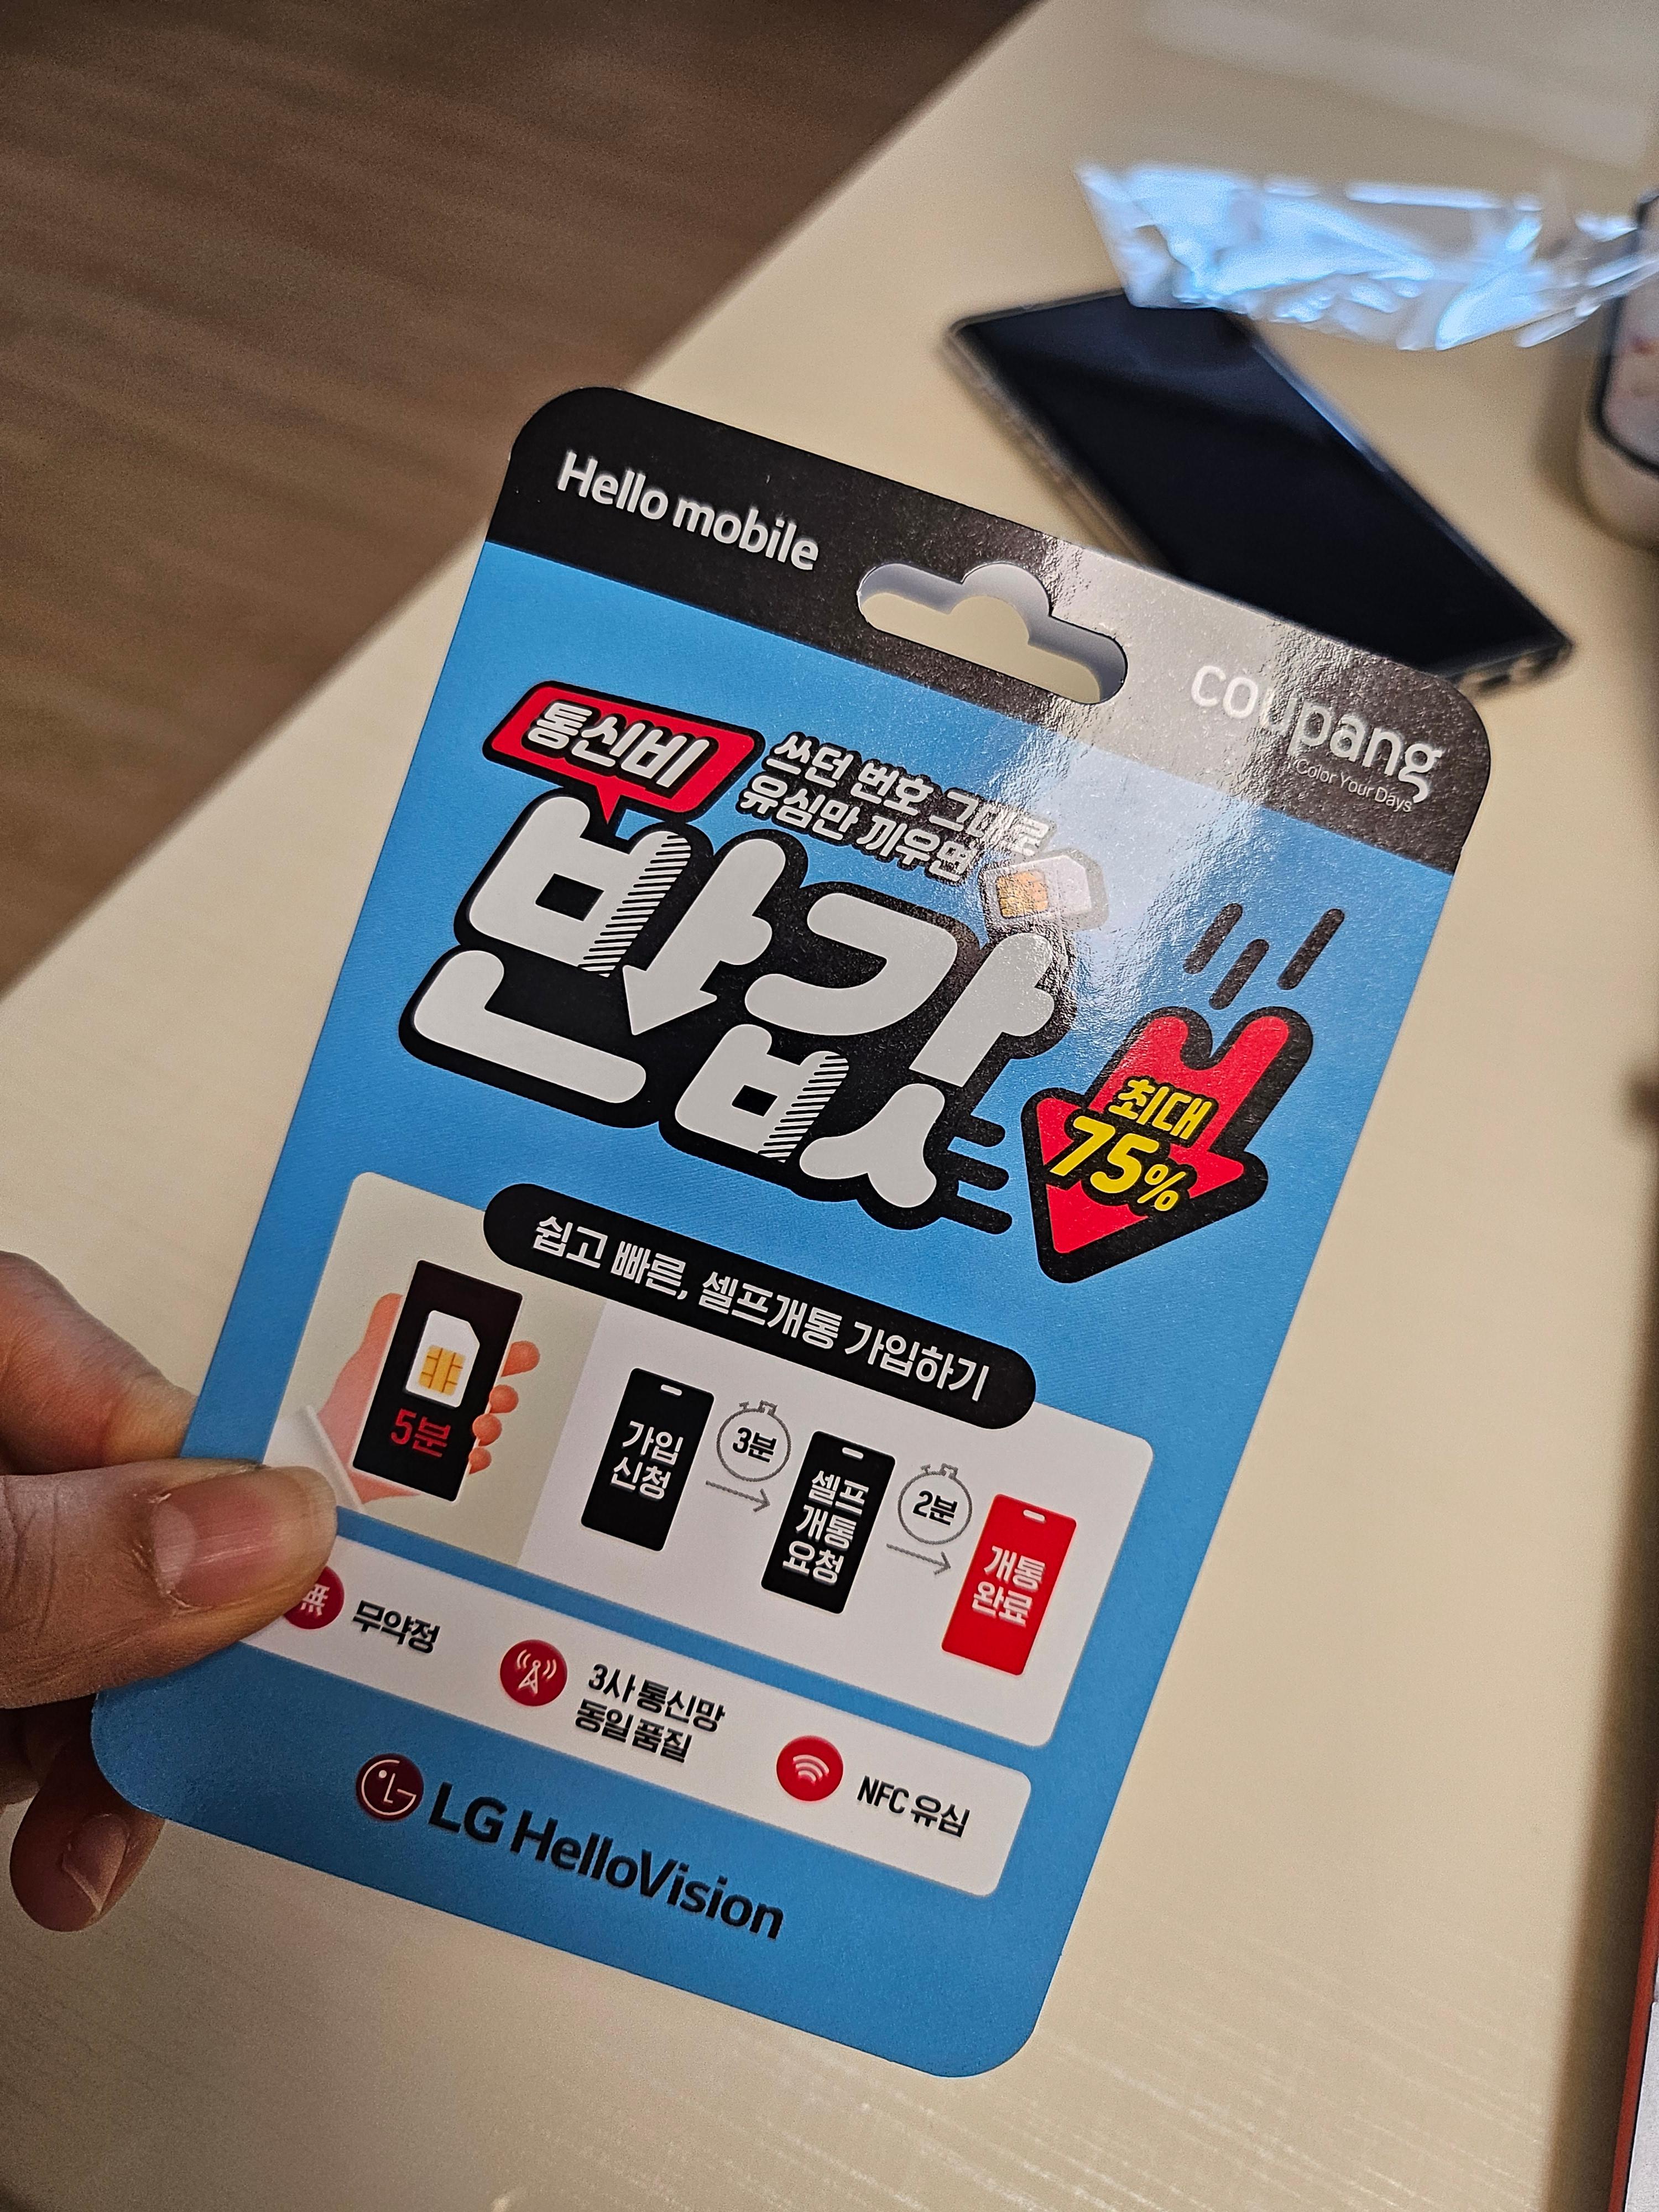 Hello mobile
coupang
Color Your Days
통신비
쓰던 번호 그대로
유심만 끼우면
반값
최대
75%
쉽고 빠른, 셀프개통 가입하기
5분
가입
신청
3분
셀프
개통
요청
2분
개통
완료
無
무약정
3사 통신망
동일 품질
NFC 유심
LG HelloVision